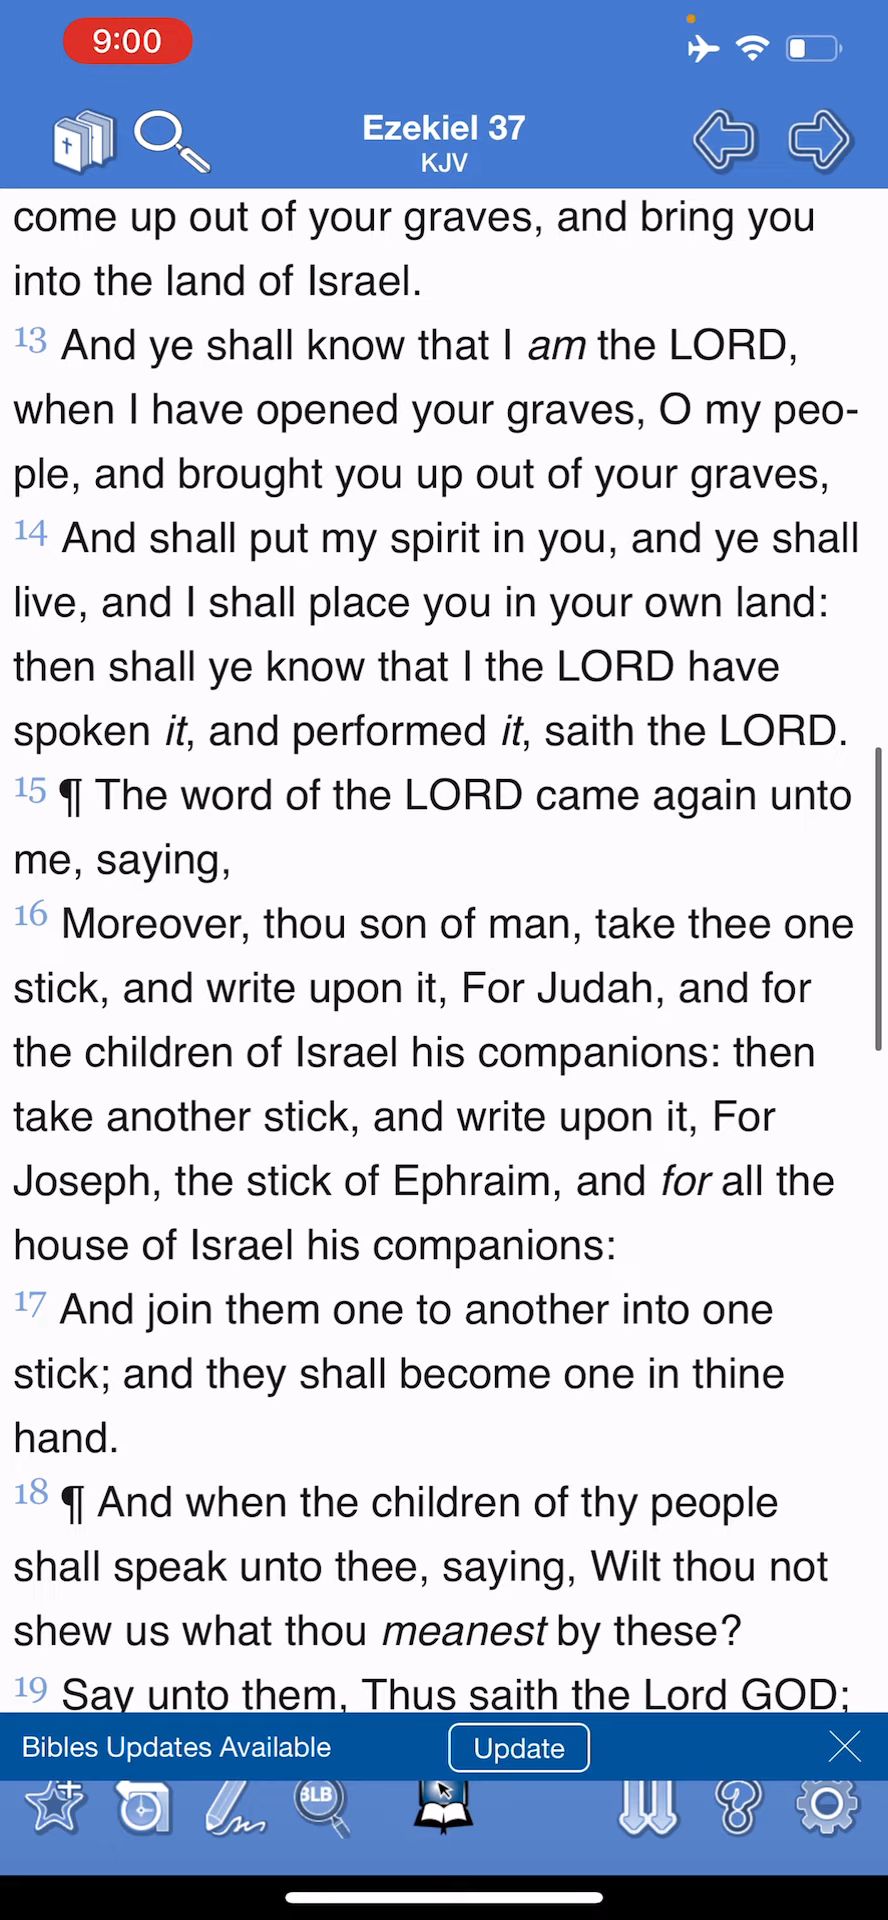 9:00
Ezekiel 37
KJV
come up out of your graves, and bring you
into the land of Israel.
13 And ye shall know that I am the LORD,
when I have opened your graves, O my peo-
ple, and brought you up out of your graves,
14 And shall put my spirit in you, and ye shall
live, and I shall place you in your own land:
then shall ye know that I the LORD have
spoken it, and performed it, saith the LORD.
15 ¶ The word of the LORD came again unto
me, saying,
16 Moreover, thou son of man, take thee one
stick, and write upon it, For Judah, and for
the children of Israel his companions: then
take another stick, and write upon it, For
Joseph, the stick of Ephraim, and for all the
house of Israel his companions:
17 And join them one to another into one
stick; and they shall become one in thine
hand.
18 ¶ And when the children of thy people
shall speak unto thee, saying, Wilt thou not
shew us what thou meanest by these?
19 Say unto them, Thus saith the Lord GOD;
Bibles Updates Available
Update
BLB